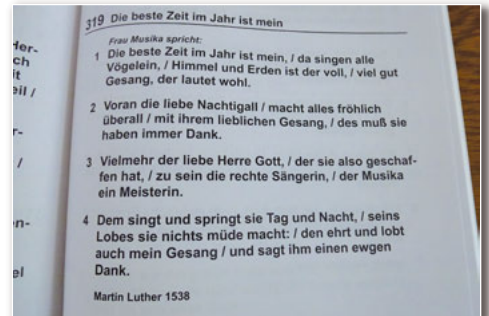 319 Die beste Zeit im Jahr ist mein
Frau Musika spricht:
1 Die beste Zeit im Jahr ist mein, / da singen alle
Vögelein, / Himmel und Erden ist der voll, / viel gut
Gesang, der lautet wohl.
2 Voran die liebe Nachtigall / macht alles fröhlich
überall / mit ihrem lieblichen Gesang, / des muß sie
haben immer Dank.
3 Vielmehr der liebe Herre Gott, / der sie also geschaf-
fen hat, / zu sein die rechte Sängerin, / der Musika
ein Meisterin.
4 Dem singt und springt sie Tag und Nacht, / seins
Lobes sie nichts müde macht: / den ehrt und lobt
auch mein Gesang / und sagt ihm einen ewgen
Dank.
Martin Luther 1538